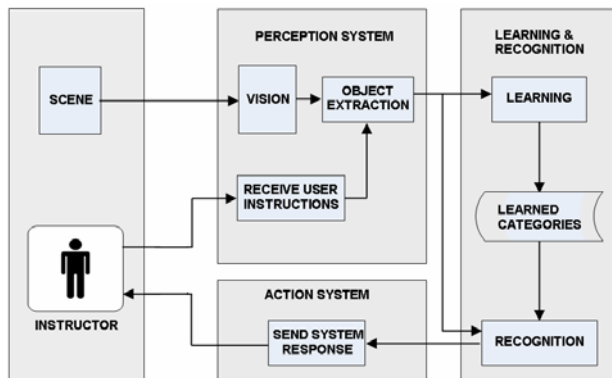 SCENE
INSTRUCTOR
PERCEPTION SYSTEM
VISION
OBJECT
EXTRACTION
RECEIVE USER
INSTRUCTIONS
ACTION SYSTEM
SEND SYSTEM
RESPONSE
LEARNING &
RECOGNITION
LEARNING
LEARNED
CATEGORIES
RECOGNITION